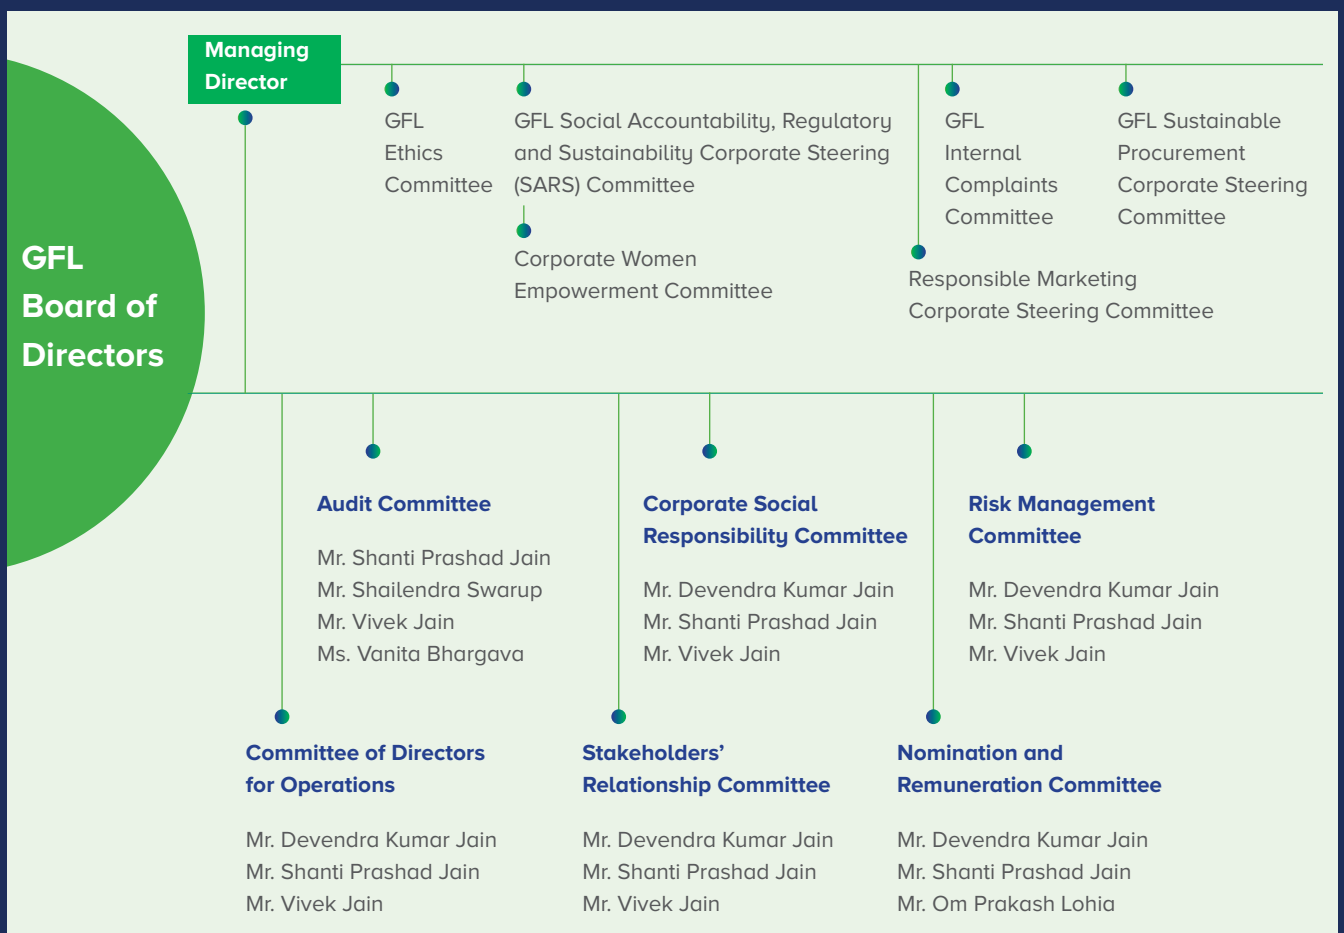 GFL
Board of
Directors
Managing
Director
GFL
Ethics
Committee
GFL Social Accountability, Regulatory
and Sustainability Corporate Steering
(SARS) Committee
Corporate Women
Empowerment Committee
GFL
Internal
Complaints
Committee
GFL Sustainable
Procurement
Corporate Steering
Committee
Responsible Marketing
Corporate Steering Committee
Audit Committee
Mr. Shanti Prashad Jain
Mr. Shailendra Swarup
Mr. Vivek Jain
Ms. Vanita Bhargava
Corporate Social
Responsibility Committee
Mr. Devendra Kumar Jain
Mr. Shanti Prashad Jain
Mr. Vivek Jain
Risk Management
Committee
Mr. Devendra Kumar Jain
Mr. Shanti Prashad Jain
Mr. Vivek Jain
Committee of Directors
for Operations
Mr. Devendra Kumar Jain
Mr. Shanti Prashad Jain
Mr. Vivek Jain
Stakeholders’
Relationship Committee
Mr. Devendra Kumar Jain
Mr. Shanti Prashad Jain
Mr. Vivek Jain
Nomination and
Remuneration Committee
Mr. Devendra Kumar Jain
Mr. Shanti Prashad Jain
Mr. Om Prakash Lohia